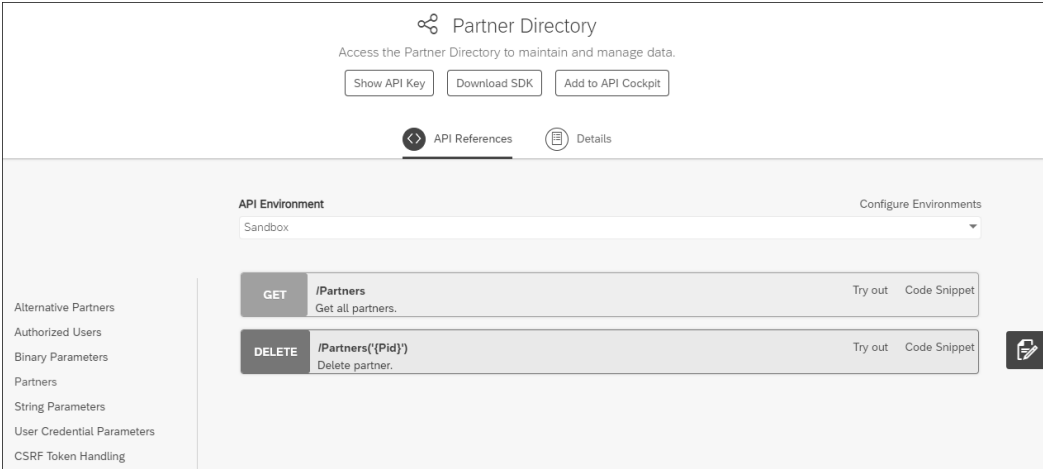 Partner Directory
Access the Partner Directory to maintain and manage data.
Show API Key Download SDK Add to API Cockpit
API References Details
API Environment Configure Environments
Sandbox
GET /Partners Try out Code Snippet
Get all partners.
DELETE /Partners('{Pid}') Try out Code Snippet
Delete partner.
Alternative Partners
Authorized Users
Binary Parameters
Partners
String Parameters
User Credential Parameters
CSRF Token Handling